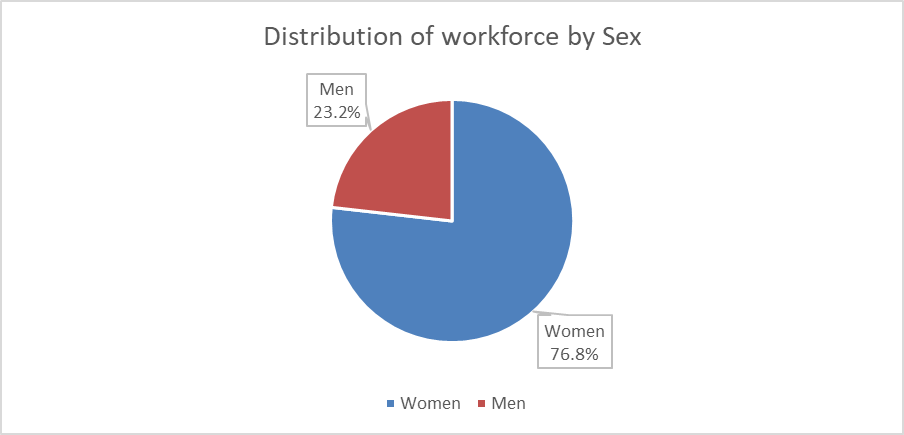 Distribution of workforce by Sex
Men
23.2%
Women
76.8%
Women Men